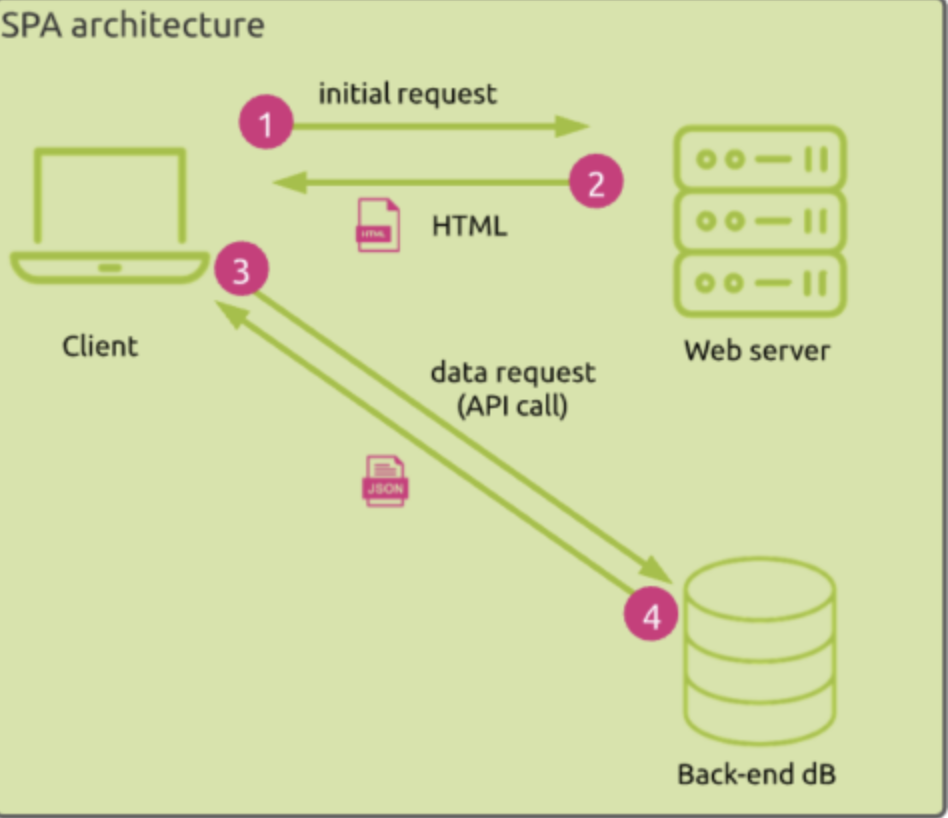 SPA architecture
initial request
1
2
HTML
HTML
3
Client
Web server
data request
(API call)
JSON
4
Back-end dB